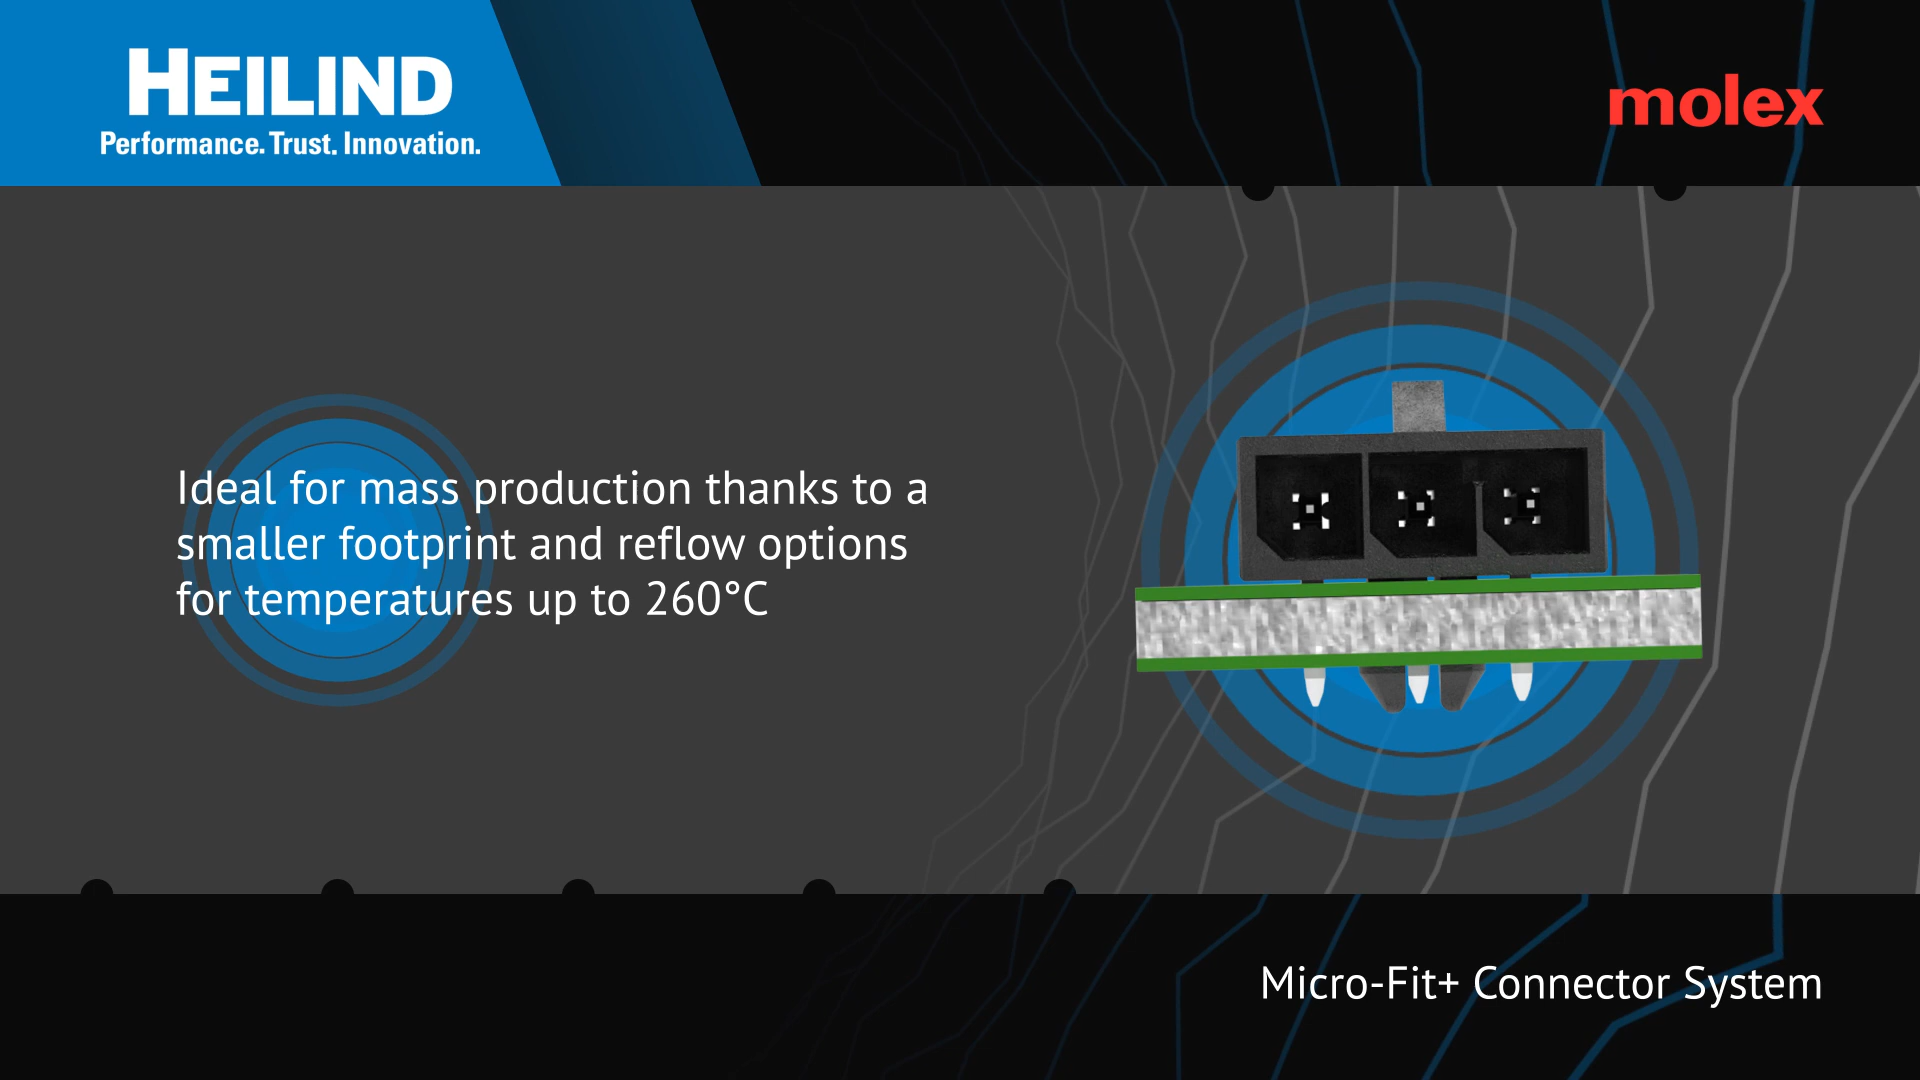 HEILIND
Performance. Trust. Innovation.
molex
Ideal for mass production thanks to a
smaller footprint and reflow options
for temperatures up to 260°C
Micro-Fit+ Connector System